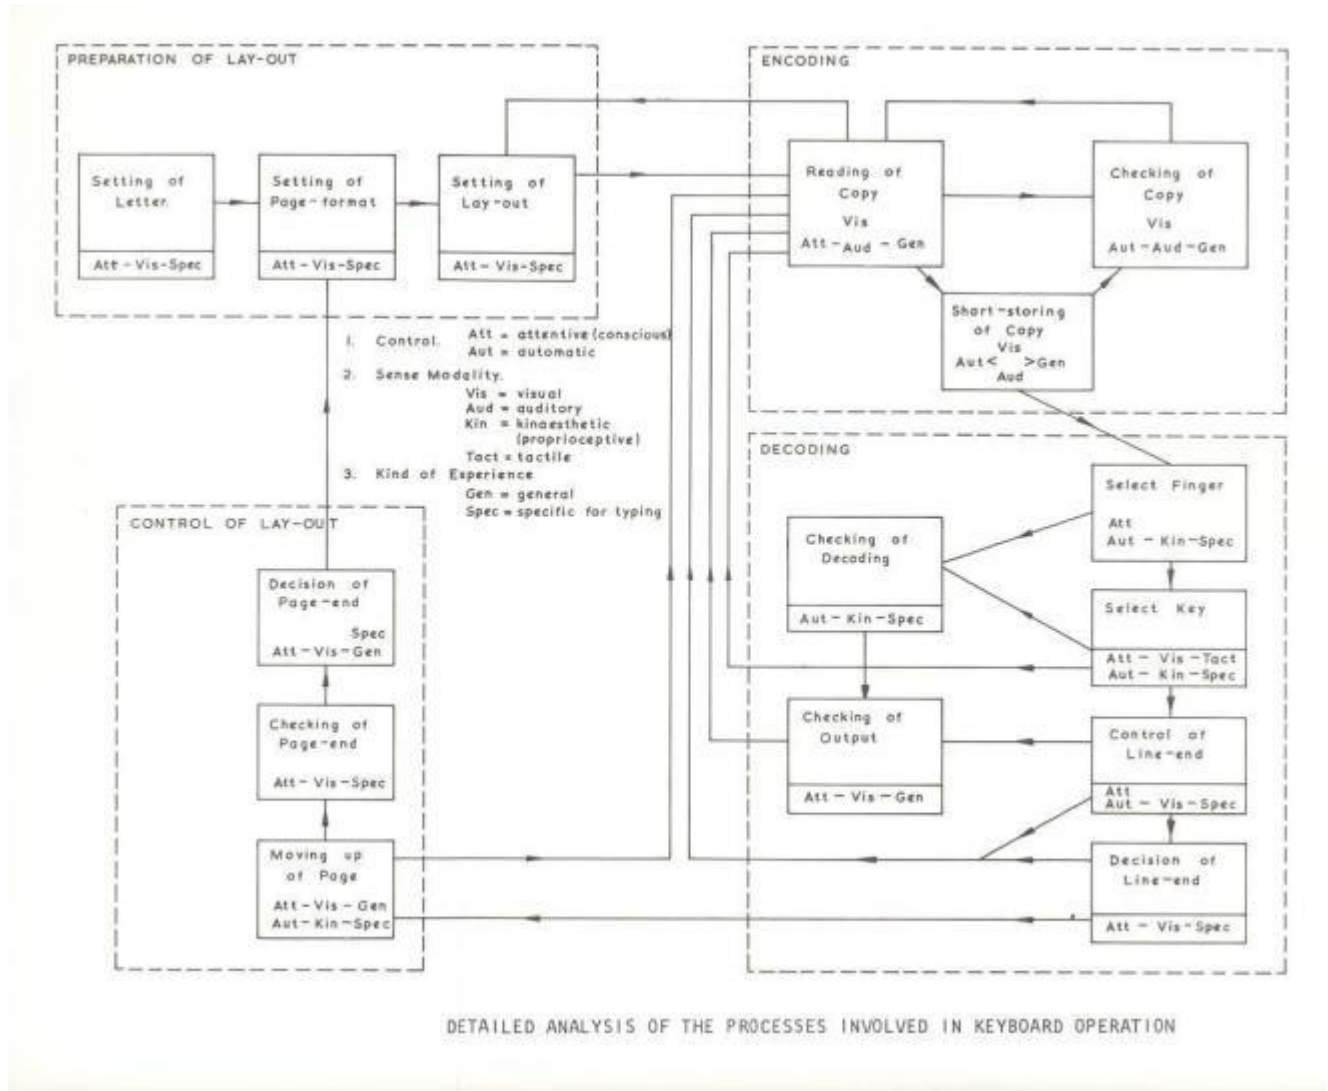 PREPARATION OF LAY-OUT
Setting of
Letter.
Att-Vis-Spec
Setting of
Page-format
Att-Vis-Spec
Setting of
Lay-out
Att-Vis-Spec
ENCODING
Reading of
Copy
Vis
Att-Aud-Gen
Checking of
Copy
Vis
Aut-Aud-Gen
Short-storing
of Copy
Vis
Aut< >Gen
Aud
1. Control. Att = attentive (conscious)
Aut = automatic
2. Sense Modality.
Vis = visual
Aud = auditory
Kin = kinaesthetic
(proprioceptive)
Tact = tactile
3. Kind of Experience
Gen = general
Spec = specific for typing
CONTROL OF LAY-OUT
Decision of
Page-end
Spec
Att-Vis-Gen
Checking of
Page-end
Att-Vis-Spec
Moving up
of Page
Att-Vis-Gen
Aut-Kin-Spec
DECODING
Select Finger
Att
Aut-Kin-Spec
Checking of
Decoding
Aut-Kin-Spec
Select Key
Att-Vis-Tact
Aut-Kin-Spec
Checking of
Output
Att-Vis-Gen
Control of
Line-end
Att
Aut-Vis-Spec
Decision of
Line-end
Att-Vis-Spec
DETAILED ANALYSIS OF THE PROCESSES INVOLVED IN KEYBOARD OPERATION